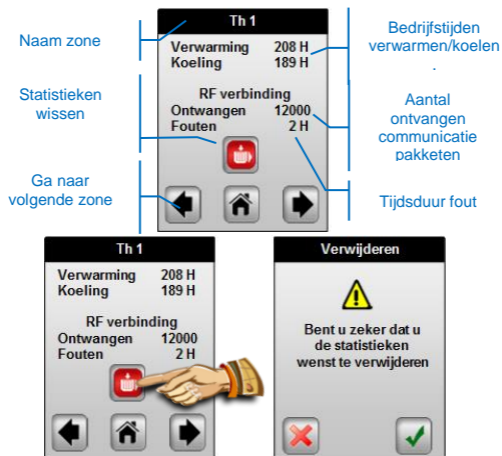 Naam zone
Statistieken
wissen
Ga naar
volgende zone
Th 1
Verwarming 208 H
Koeling 189 H
RF verbinding
Ontwangen 12000
Fouten 2 H
Bedrijfstijden
verwarmen/koelen
.
Aantal
ontvangen
communicatie
pakketen
Tijdsduur fout
Th 1
Verwarming 208 H
Koeling 189 H
RF verbinding
Ontwangen 12000
Fouten 2 H
Verwijderen
Bent u zeker dat u
de statistieken
wenst te verwijderen